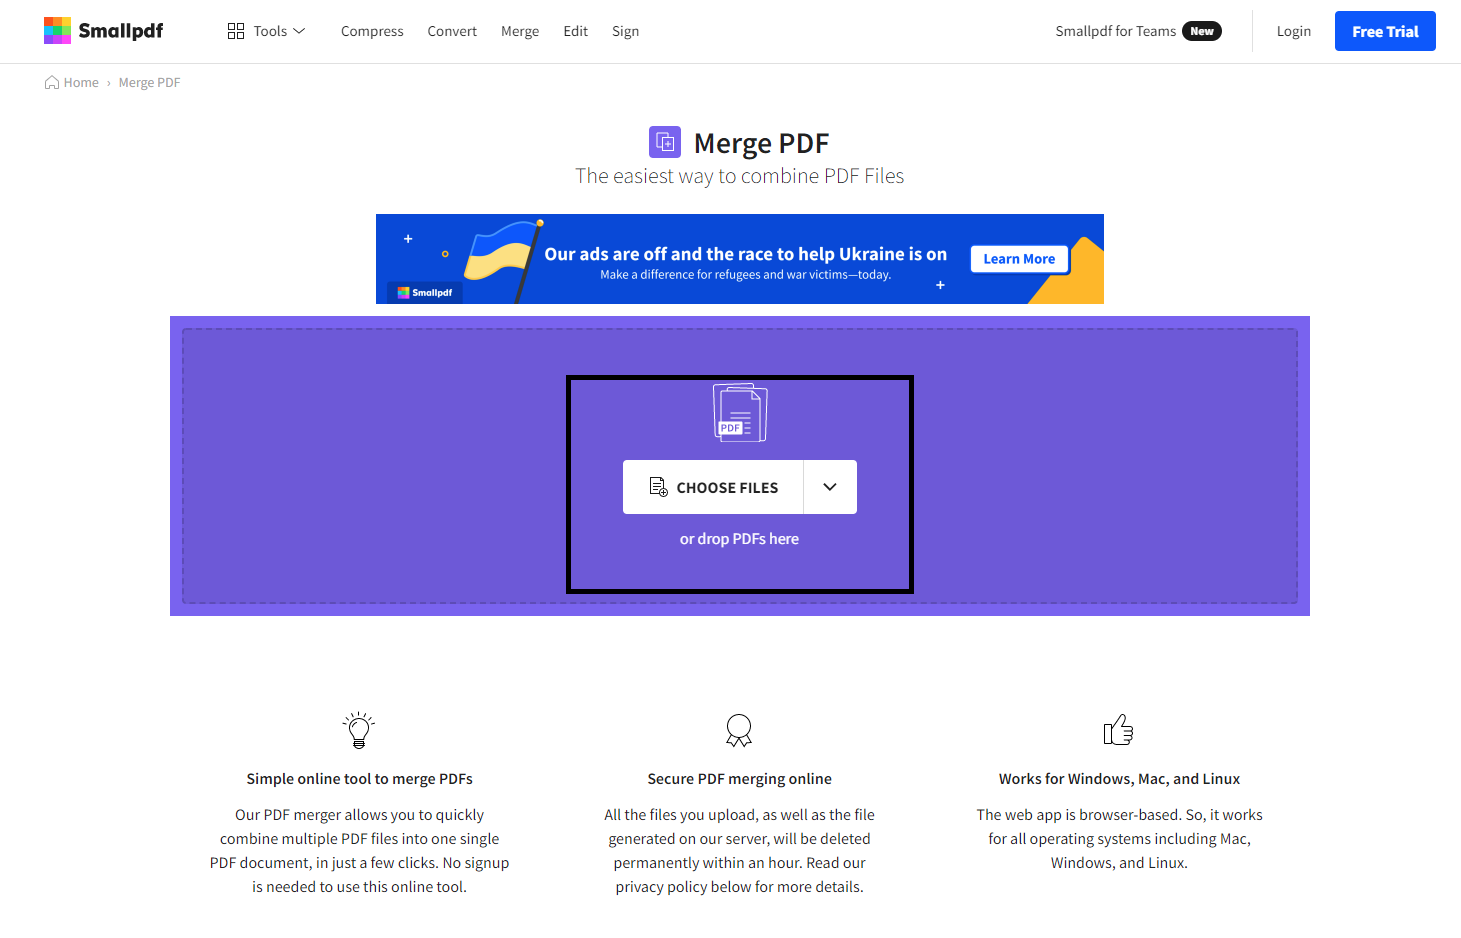 Smallpdf
Tools
Compress
Convert
Merge
Edit
Sign
Smallpdf for Teams New
Login
Free Trial
Home › Merge PDF
Merge PDF
The easiest way to combine PDF Files
Our ads are off and the race to help Ukraine is on
Make a difference for refugees and war victims—today.
Learn More
Smallpdf
PDF
CHOOSE FILES
or drop PDFs here
Simple online tool to merge PDFs
Our PDF merger allows you to quickly
combine multiple PDF files into one single
PDF document, in just a few clicks. No signup
is needed to use this online tool.
Secure PDF merging online
All the files you upload, as well as the file
generated on our server, will be deleted
permanently within an hour. Read our
privacy policy below for more details.
Works for Windows, Mac, and Linux
The web app is browser-based. So, it works
for all operating systems including Mac,
Windows, and Linux.